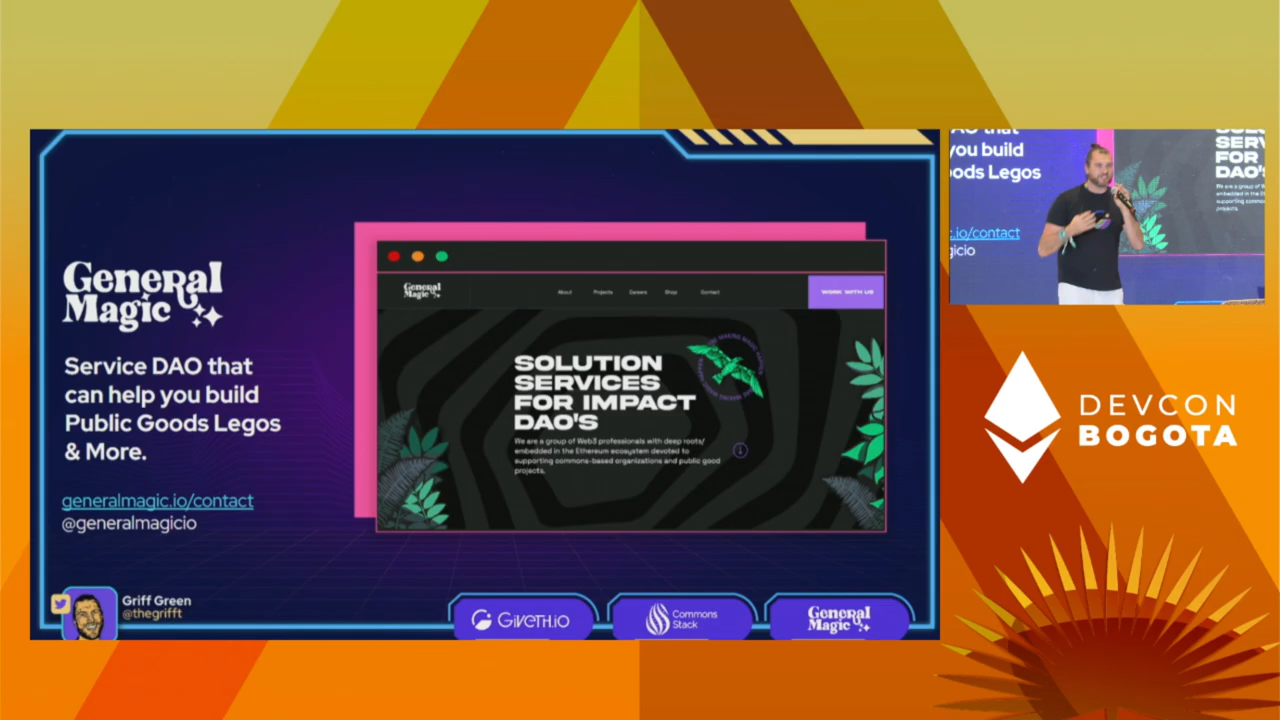 General
Magic
Service DAO that
can help you build
Public Goods Legos
& More.
generalmagic.io/contact
@generalmagicio
General
Magic
About
Projects
Careers
Shop
Contact
WORK WITH US
SOLUTION
SERVICES
FOR IMPACT
DAO'S
We are a group of Web3 professionals with deep roots/
embedded in the Ethereum ecosystem devoted to
supporting commons-based organizations and public good
projects.
Griff Green
@thegrifft
GIVETH.IO
Commons
Stack
General
Magic
you build
ods Legos
.io/contact
gicio
FOR
DAO'S
DEVCON
BOGOTA